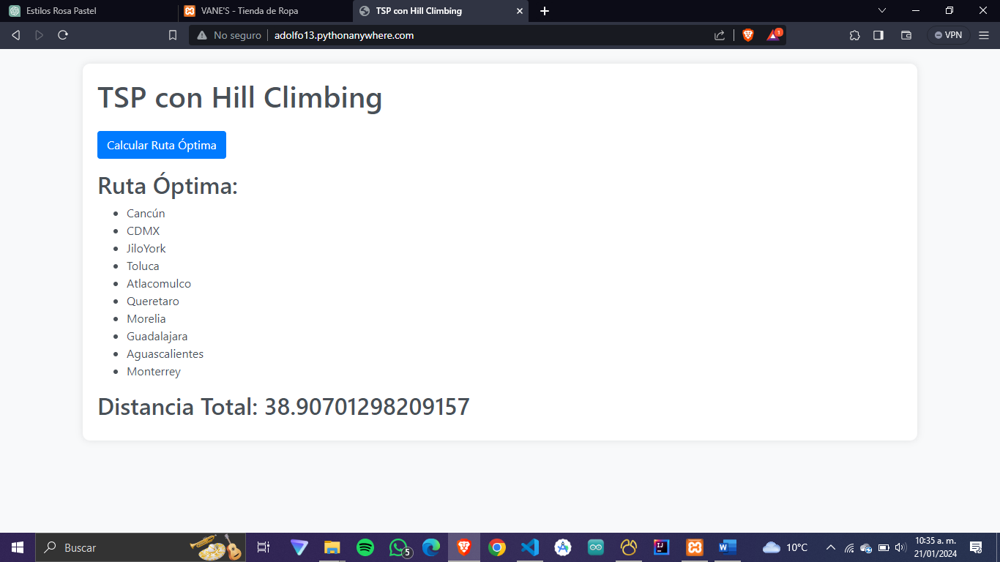 Estilos Rosa Pastel
VANE'S - Tienda de Ropa
TSP con Hill Climbing
No seguro
adolfo13.pythonanywhere.com
1
VPN
TSP con Hill Climbing
Calcular Ruta Óptima
Ruta Óptima:
Cancún
CDMX
JiloYork
Toluca
Atlacomulco
Queretaro
Morelia
Guadalajara
Aguascalientes
Monterrey
Distancia Total: 38.90701298209157
Buscar
5
10°C
10:35 a. m.
21/01/2024